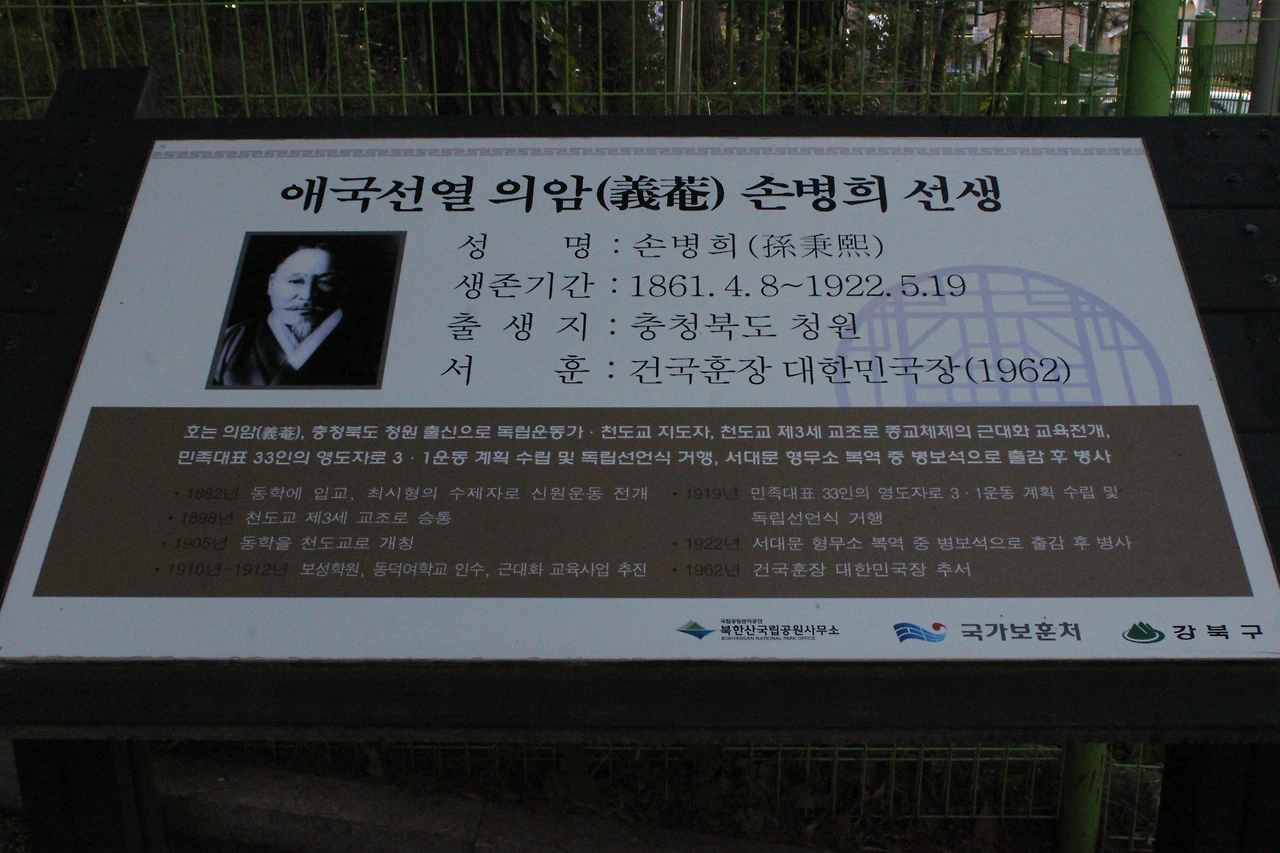 애국선열 의암(義菴) 손병희 선생
성 명 : 손병희(孫秉熙)
생존기간 : 1861. 4. 8~1922. 5. 19
출 생 지 : 충청북도 청원
서 훈 : 건국훈장 대한민국장(1962)
호는 의암(義菴), 충청북도 청원 출신으로 독립운동가 · 천도교 지도자, 천도교 제3세 교조로 종교체제의 근대화 교육전개,
민족대표 33인의 영도자로 3 · 1운동 계획 수립 및 독립선언식 거행, 서대문 형무소 복역 중 병보석으로 출감 후 병사
· 1882년 동학에 입교, 최시형의 수제자로 신원운동 전개
· 1898년 천도교 제3세 교조로 승통
· 1905년 동학을 천도교로 개칭
· 1910년~1912년 보성학원, 동덕여학교 인수, 근대화 교육사업 추진
· 1919년 민족대표 33인의 영도자로 3 · 1운동 계획 수립 및
독립선언식 거행
· 1922년 서대문 형무소 복역 중 병보석으로 출감 후 병사
· 1962년 건국훈장 대한민국장 추서
국립공원관리공단
북한산국립공원사무소
BUKHANSAN NATIONAL PARK OFFICE
국가보훈처
강북구